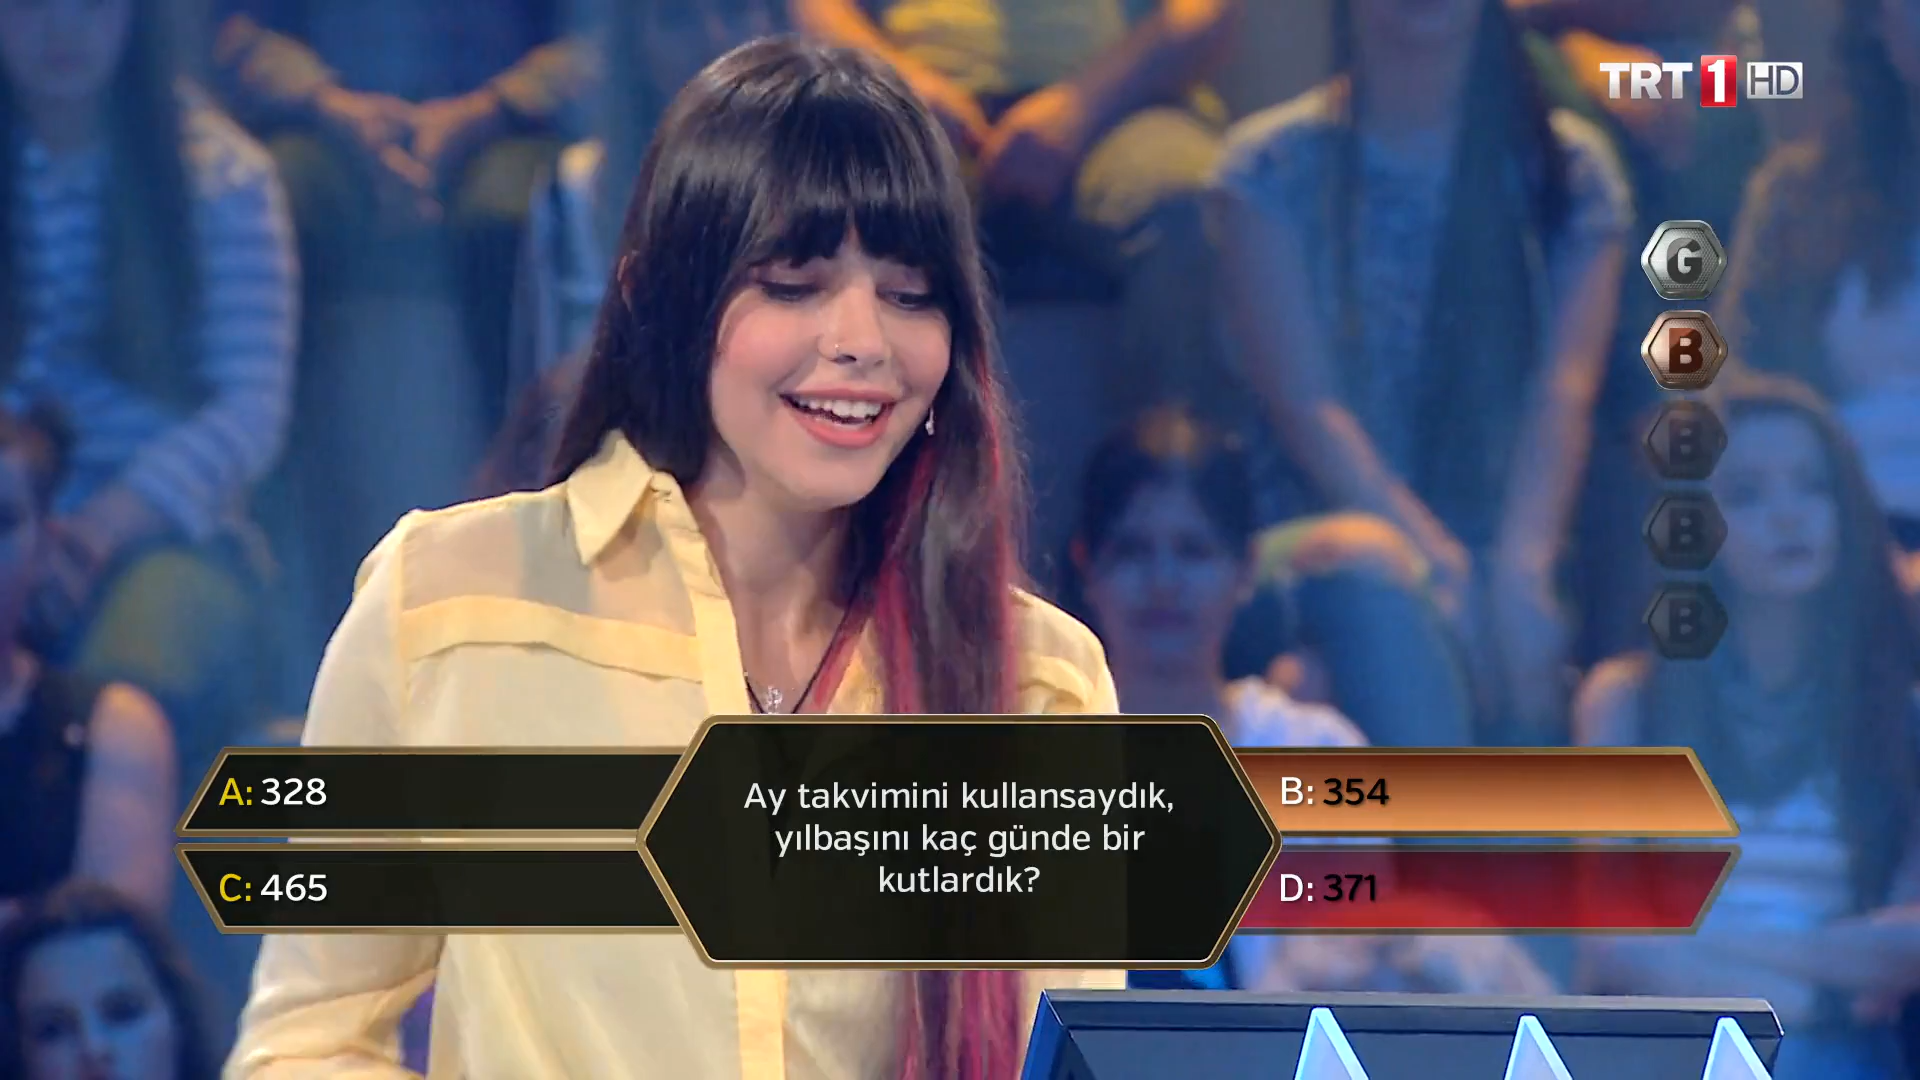 TRT 1 HD
G
B
B
B
B
Ay takvimini kullansaydık,
yılbaşını kaç günde bir
kutlardık?
A: 328
B: 354
C: 465
D: 371